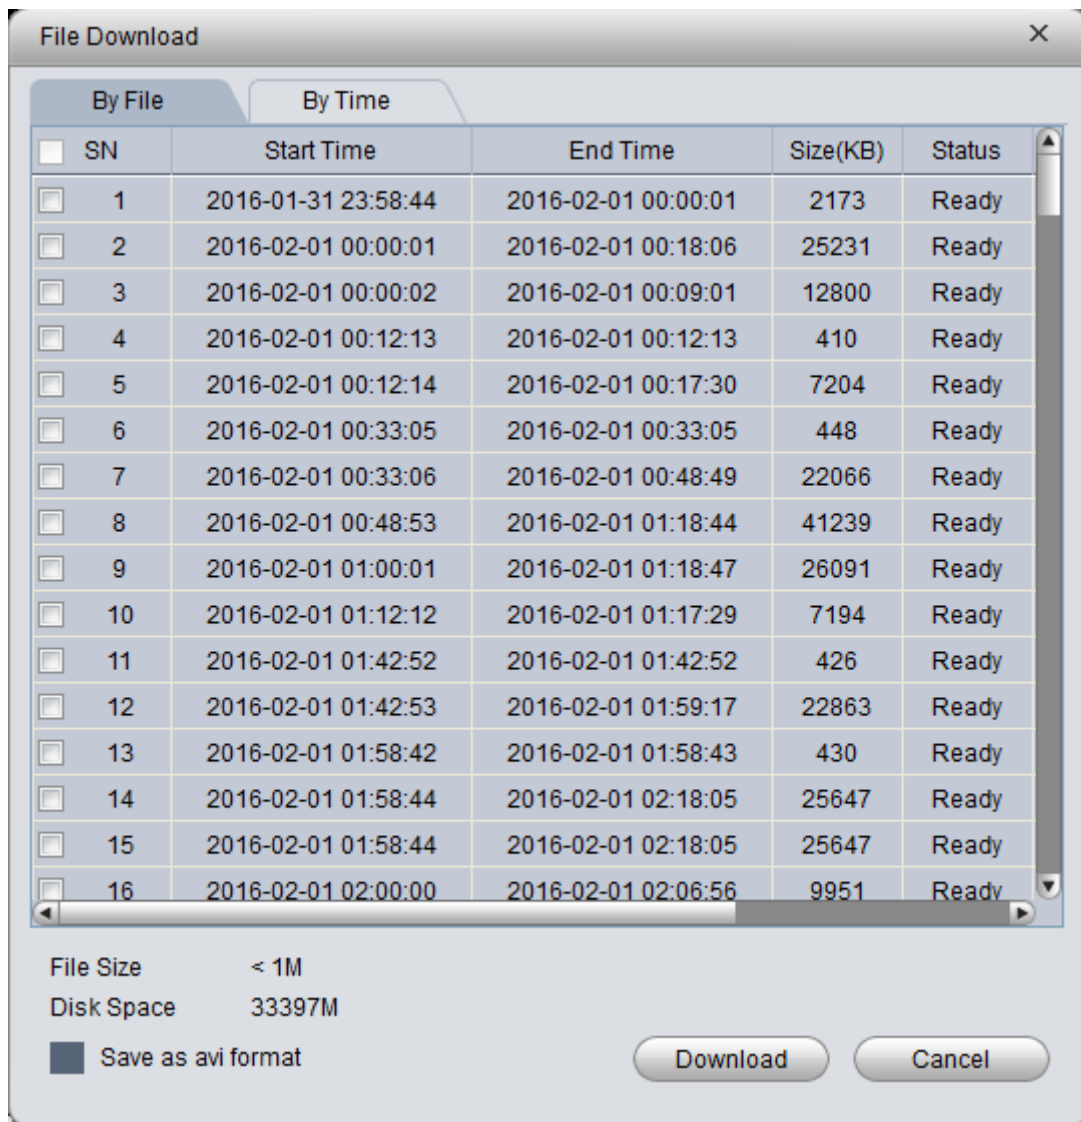 File Download
By File By Time
SN Start Time End Time Size(KB) Status
1 2016-01-31 23:58:44 2016-02-01 00:00:01 2173 Ready
2 2016-02-01 00:00:01 2016-02-01 00:18:06 25231 Ready
3 2016-02-01 00:00:02 2016-02-01 00:09:01 12800 Ready
4 2016-02-01 00:12:13 2016-02-01 00:12:13 410 Ready
5 2016-02-01 00:12:14 2016-02-01 00:17:30 7204 Ready
6 2016-02-01 00:33:05 2016-02-01 00:33:05 448 Ready
7 2016-02-01 00:33:06 2016-02-01 00:48:49 22066 Ready
8 2016-02-01 00:48:53 2016-02-01 01:18:44 41239 Ready
9 2016-02-01 01:00:01 2016-02-01 01:18:47 26091 Ready
10 2016-02-01 01:12:12 2016-02-01 01:17:29 7194 Ready
11 2016-02-01 01:42:52 2016-02-01 01:42:52 426 Ready
12 2016-02-01 01:42:53 2016-02-01 01:59:17 22863 Ready
13 2016-02-01 01:58:42 2016-02-01 01:58:43 430 Ready
14 2016-02-01 01:58:44 2016-02-01 02:18:05 25647 Ready
15 2016-02-01 01:58:44 2016-02-01 02:18:05 25647 Ready
16 2016-02-01 02:00:00 2016-02-01 02:06:56 9951 Ready
File Size < 1M
Disk Space 33397M
Save as avi format Download Cancel